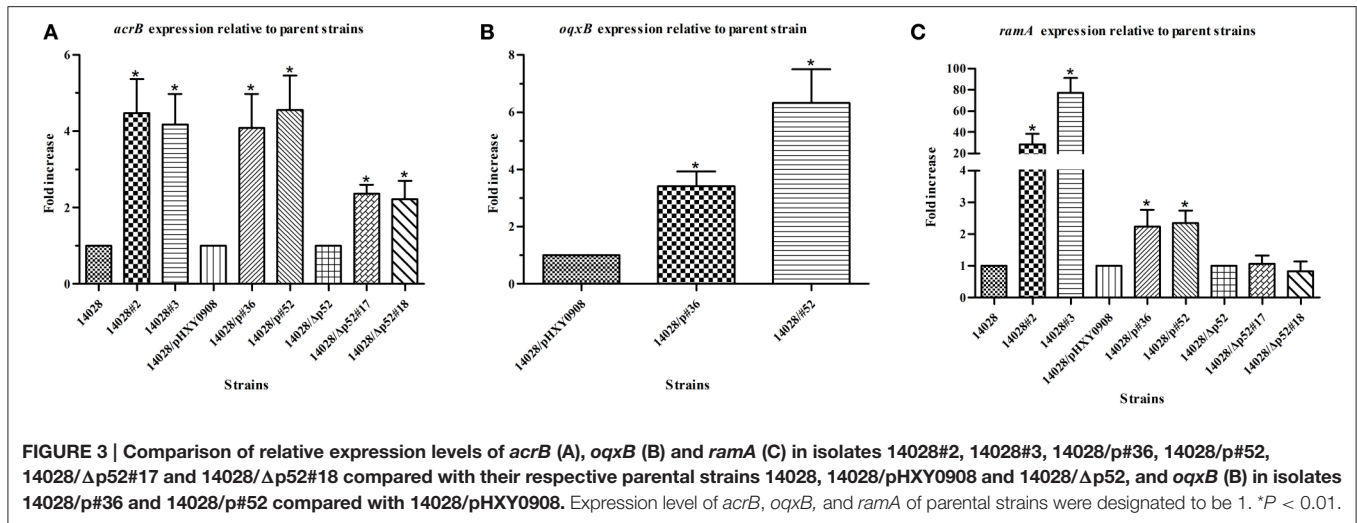 A
acrB expression relative to parent strains
Fold increase
6
4
2
0
* * * * * *
14028
14028#2
14028#3
14028/pHXY0908
14028/p#36
14028/p#52
14028/Δp52
14028/Δp52#17
14028/Δp52#18
Strains
B
oqxB expression relative to parent strain
Fold increase
8
6
4
2
0
* *
14028/pHXY0908
14028/p#36
14028/#52
Strains
C
ramA expression relative to parent strains
Fold increase
100
80
60
40
20
4
3
2
1
0
* * * *
14028
14028#2
14028#3
14028/pHXY0908
14028/p#36
14028/p#52
14028/Δp52
14028/Δp52#17
14028/Δp52#18
Strains
FIGURE 3 | Comparison of relative expression levels of acrB (A), oqxB (B) and ramA (C) in isolates 14028#2, 14028#3, 14028/p#36, 14028/p#52,
14028/Δp52#17 and 14028/Δp52#18 compared with their respective parental strains 14028, 14028/pHXY0908 and 14028/Δp52, and oqxB (B) in isolates
14028/p#36 and 14028/p#52 compared with 14028/pHXY0908. Expression level of acrB, oqxB, and ramA of parental strains were designated to be 1. *P < 0.01.